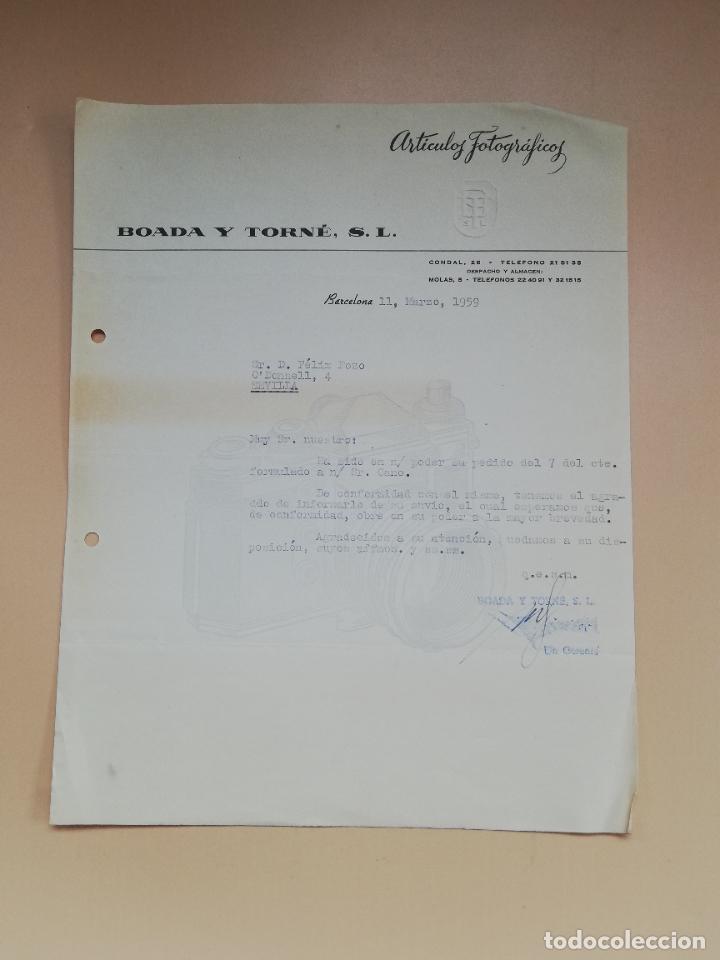 Artículos Fotográficos
BOADA Y TORNÉ, S. L.
CONDAL, 26 - TELÉFONO 21 51 38
DESPACHO Y ALMACEN:
MOLAS, 5 - TELEFONOS 22 40 91 Y 32 15 15
Barcelona 11, Marzo, 1959
Sr. D. Félix Pozo
O'Donnell, 4
SEVILLA
Muy Sr. nuestro:
Ha sido en n/ poder su pedido del 7 del cte.
formulado a n/ Sr. Cano.
De conformidad con el mismo, tenemos el agra-
do de informarle de su envío, el cual esperamos que,
de conformidad, obre en su poder a la mayor brevedad.
Agradecidos a su atención, quedamos a su dis-
posición, suyos affmos. y ss.ss.
q.e.s.m.
BOADA Y TORNÉ, S. L.
Un Gerente
todocoleccion